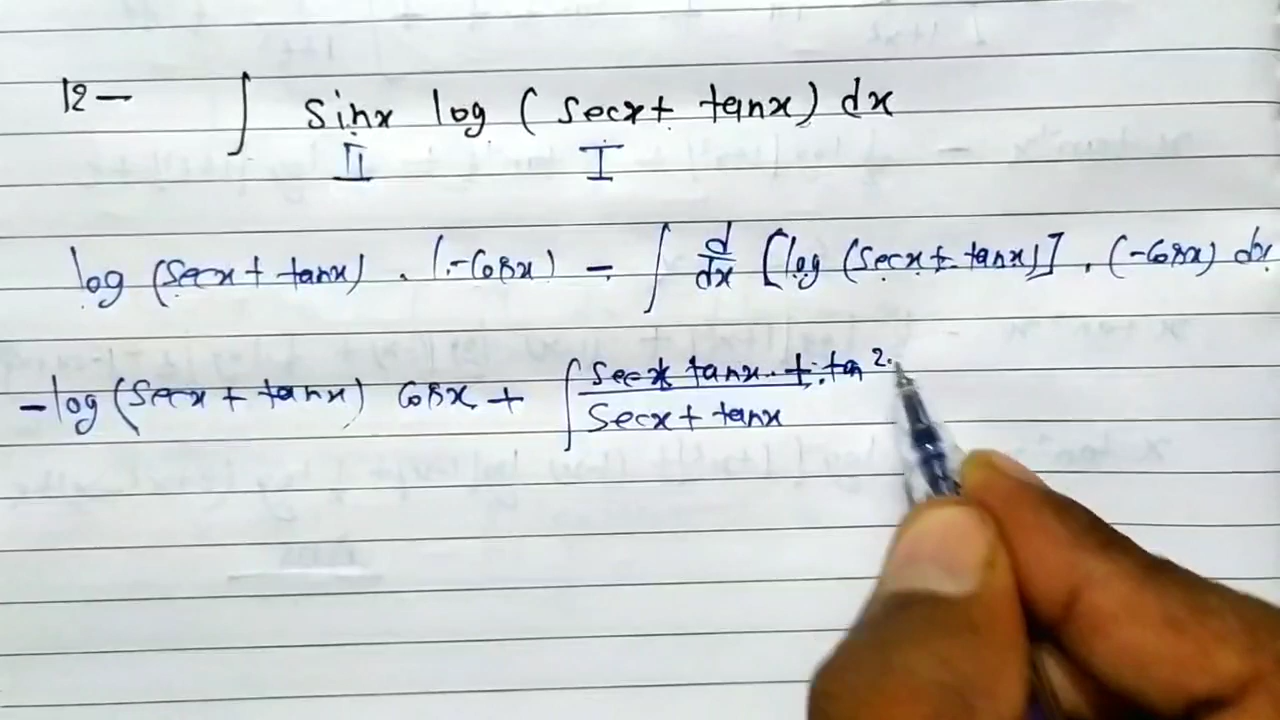 12- ∫ sinx log ( secx + tanx) dx
II I
log (secx + tanx) . (-cosx) - ∫ d/dx [log (secx + tanx)] . (-cosx) dx
-log (secx + tanx) cosx + ∫ secx tanx + tan²
secx + tanx